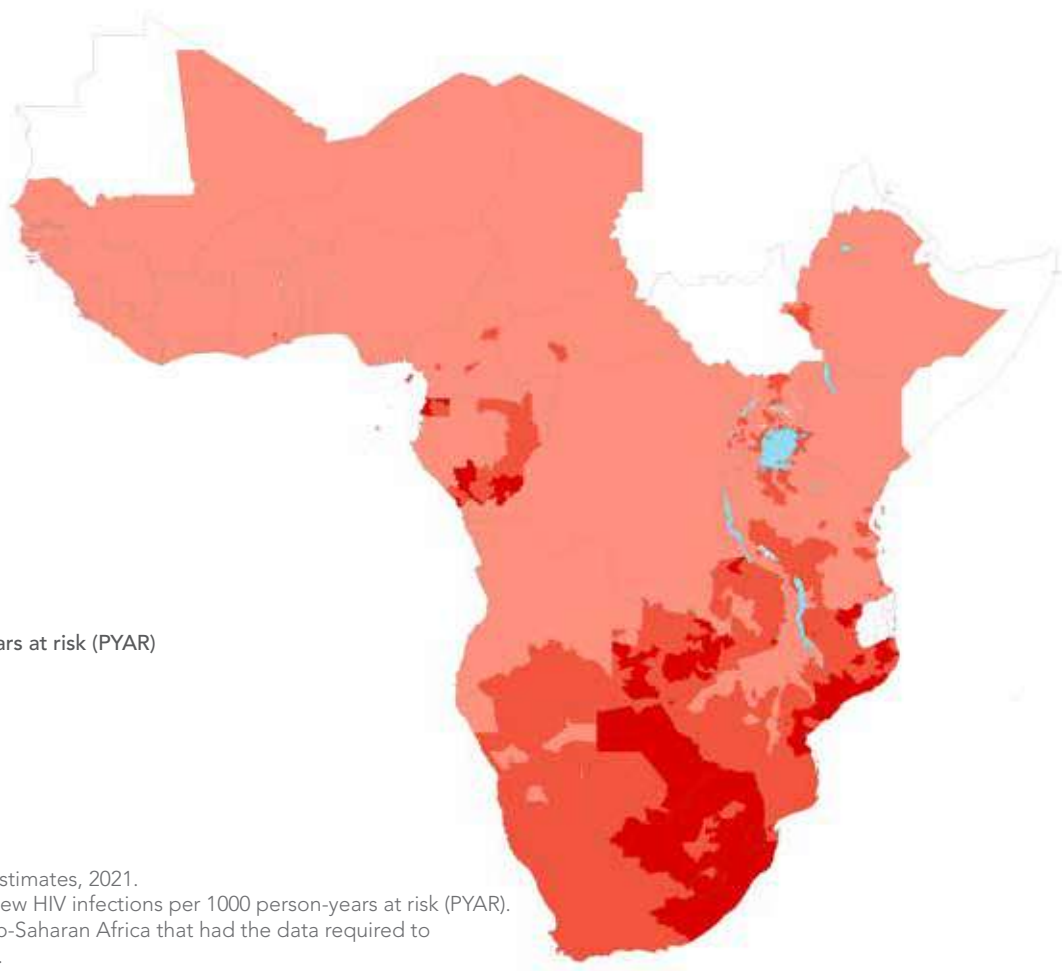 ars at risk (PYAR)
stimates, 2021.
ew HIV infections per 1000 person-years at risk (PYAR).
o-Saharan Africa that had the data required to